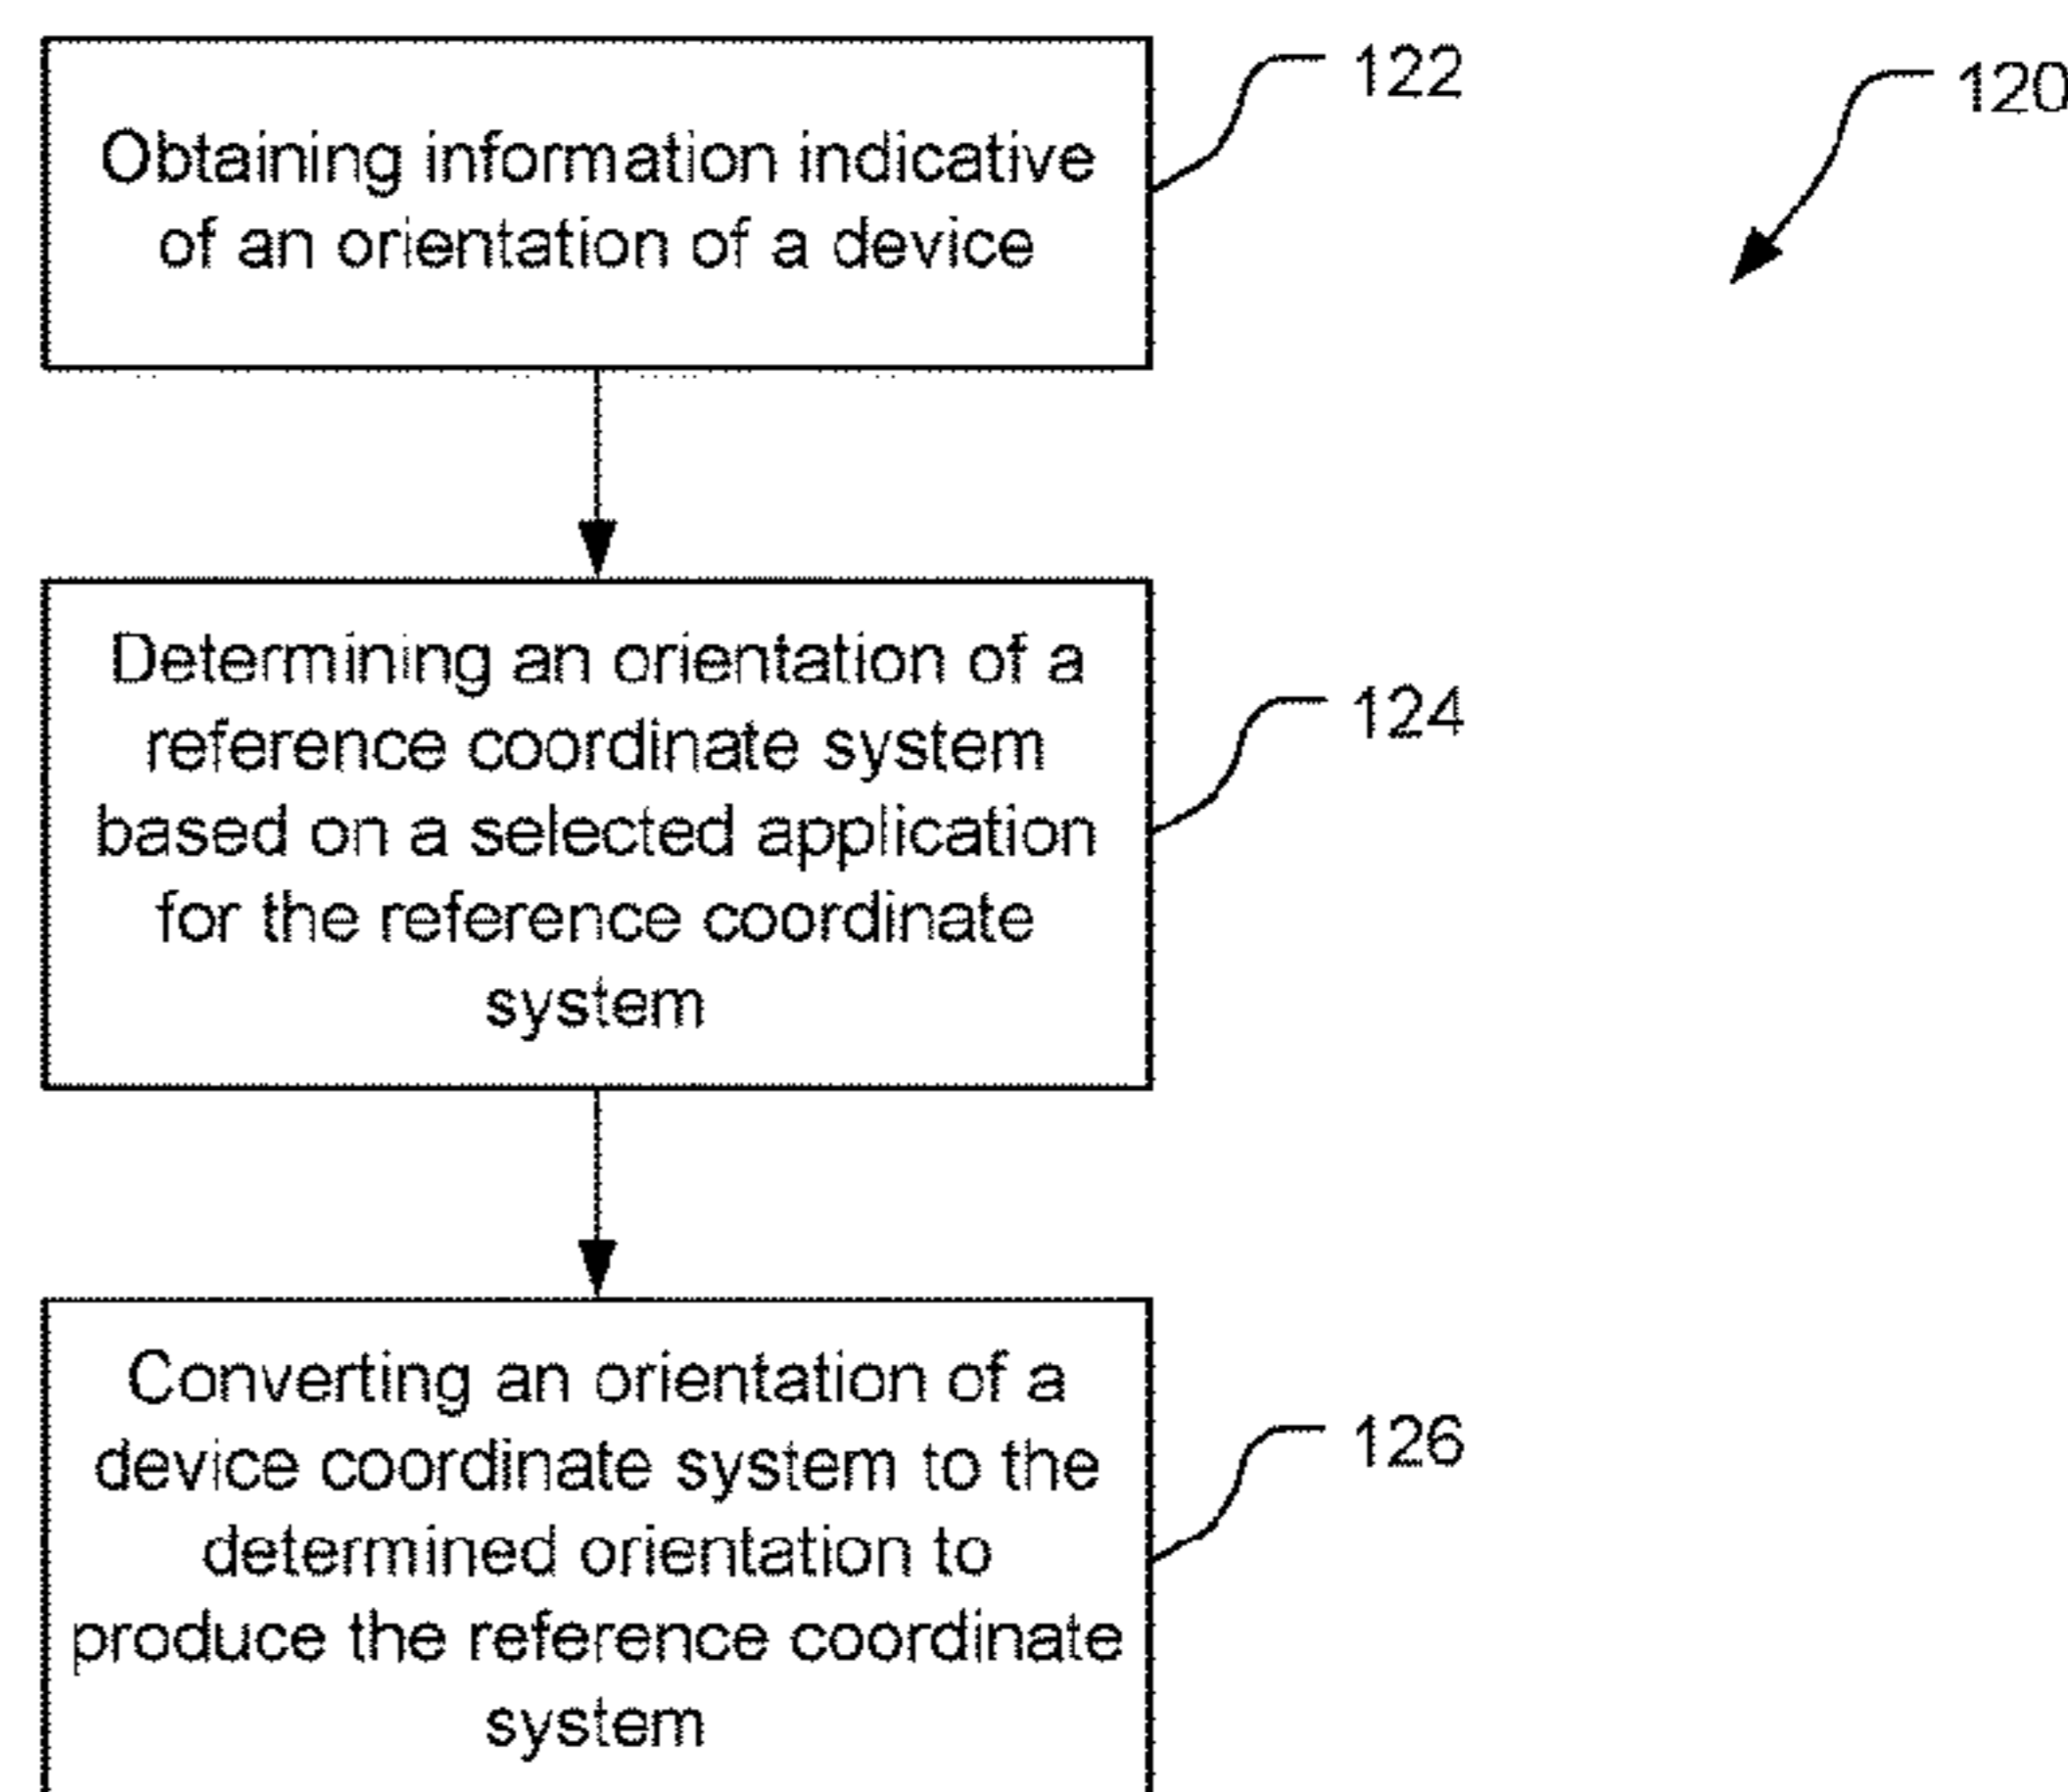 Obtaining information indicative
of an orientation of a device
122
120
Determining an orientation of a
reference coordinate system
based on a selected application
for the reference coordinate
system
124
Converting an orientation of a
device coordinate system to the
determined orientation to
produce the reference coordinate
system
126